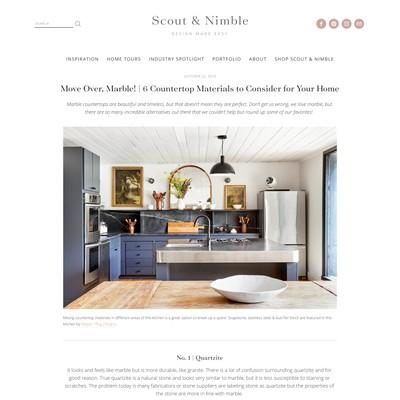 SEARCH
Scout & Nimble
DESIGN MADE EASY
INSPIRATION HOME TOURS INDUSTRY SPOTLIGHT PORTFOLIO ABOUT SHOP SCOUT & NIMBLE
Move Over, Marble! | 6 Countertop Materials to Consider for Your Home
Marble countertops are beautiful and timeless, but that doesn't mean they are perfect. Don't get us wrong, we love marble, but
there are so many incredible alternatives out there that we couldn't help but round up some of our favorites!
Mixing countertop materials in different areas of the kitchen is a great option to break up a space. Soapstone, stainless steel & butcher block are featured in this
kitchen by
No. 1 | Quartzite
It looks and feels like marble but is more durable, like granite. There is a lot of confusion surrounding quartzite and for
good reason. True quartzite is a natural stone and looks very similar to marble, but it is less susceptible to staining or
scratches. The problem today is many fabricators or stone suppliers are labeling stone as quartzite but the properties of
the stone are more in line with marble.